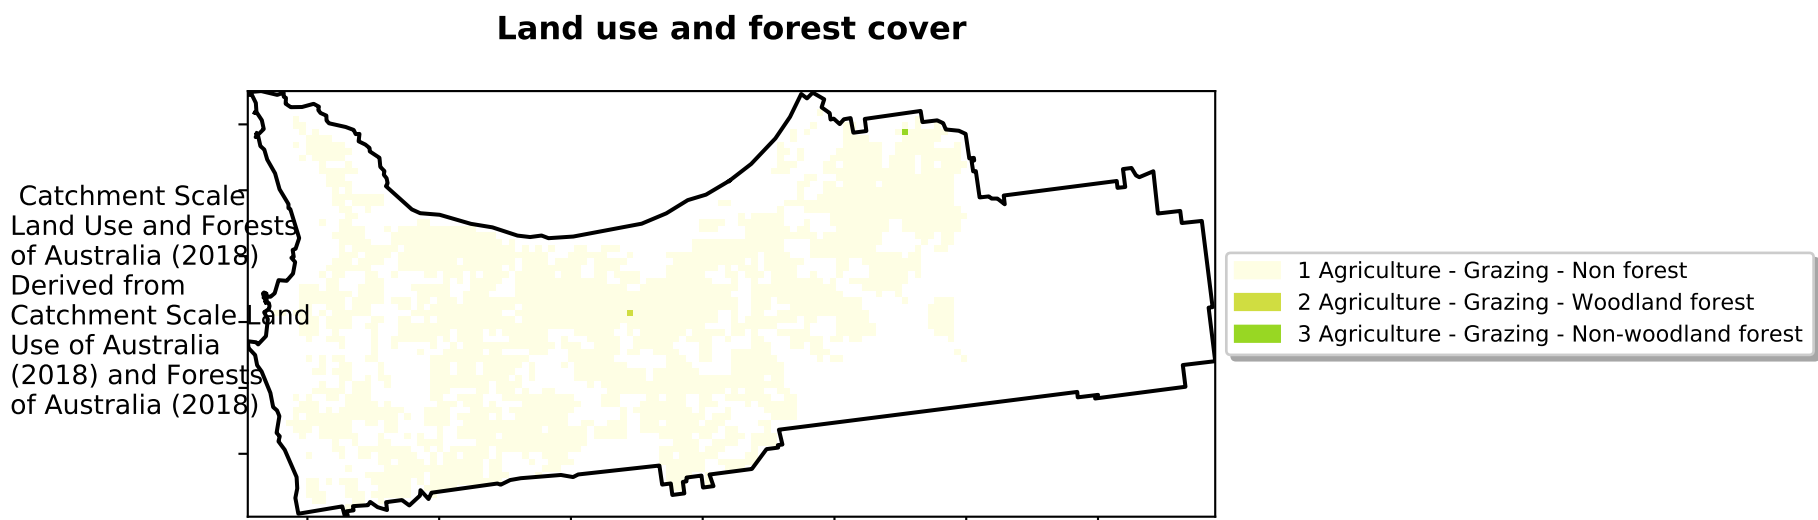 Land use and forest cover
Catchment Scale
Land Use and Forests
of Australia (2018)
Derived from
Catchment Scale Land
Use of Australia
(2018) and Forests
of Australia (2018)
1 Agriculture - Grazing - Non forest
2 Agriculture - Grazing - Woodland forest
3 Agriculture - Grazing - Non-woodland forest